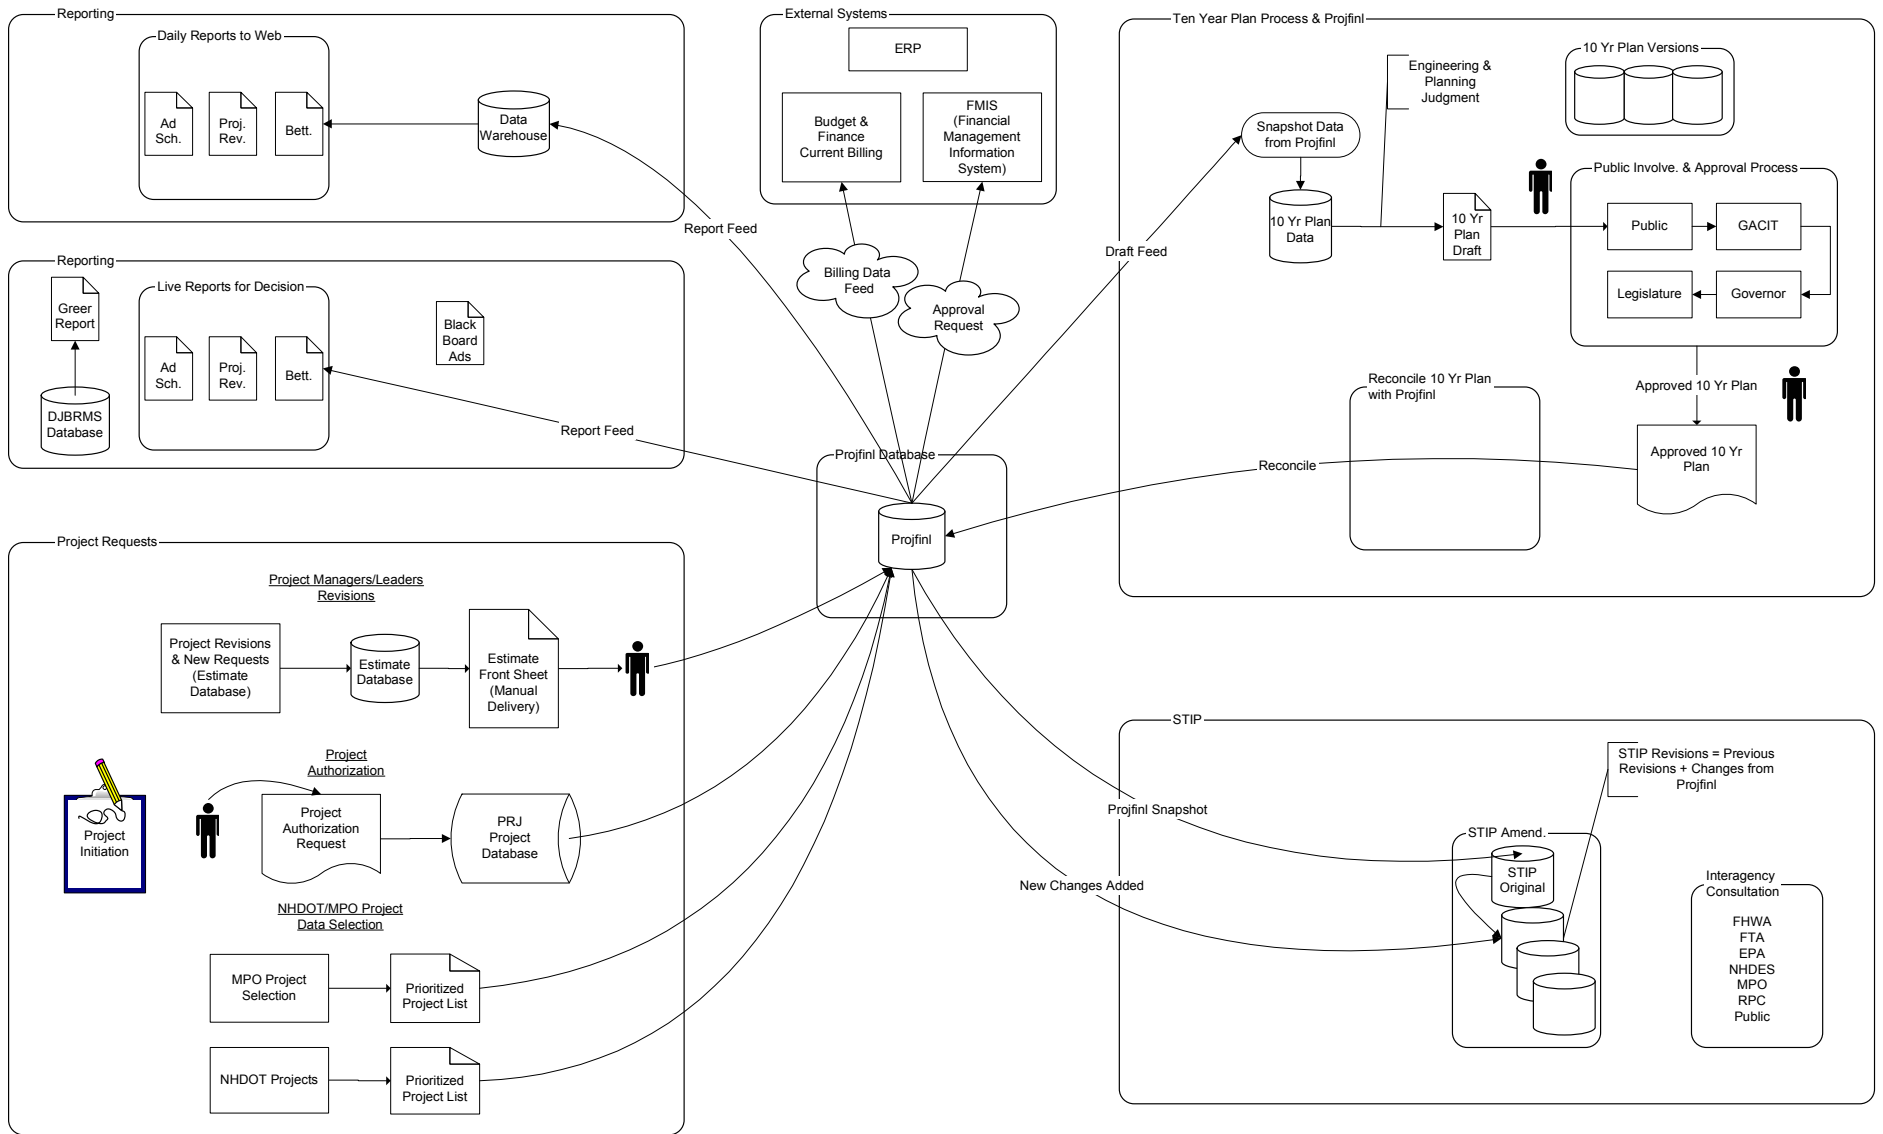 Reporting
Daily Reports to Web
Ad
Sch.
Proj.
Rev.
Bett.
Data
Warehouse
Report Feed
External Systems
ERP
Budget &
Finance
Current Billing
FMIS
(Financial
Management
Information
System)
Billing Data
Feed
Approval
Request
Ten Year Plan Process & Projfinl
Engineering &
Planning
Judgment
10 Yr Plan Versions
Snapshot Data
from Projfinl
10 Yr Plan
Data
10 Yr
Plan
Draft
Draft Feed
Public Involve. & Approval Process
Public
GACIT
Legislature
Governor
Approved 10 Yr Plan
Approved 10 Yr
Plan
Reconcile 10 Yr Plan
with Projfinl
Reconcile
Reporting
Greer
Report
DJBRMS
Database
Live Reports for Decision
Ad
Sch.
Proj.
Rev.
Bett.
Black
Board
Ads
Report Feed
Projfinl Database
Projfinl
Project Requests
Project Managers/Leaders
Revisions
Project Revisions
& New Requests
(Estimate
Database)
Estimate
Database
Estimate
Front Sheet
(Manual
Delivery)
Project
Initiation
Project
Authorization
Project
Authorization
Request
PRJ
Project
Database
NHDOT/MPO Project
Data Selection
MPO Project
Selection
Prioritized
Project List
NHDOT Projects
Prioritized
Project List
STIP
STIP Revisions = Previous
Revisions + Changes from
Projfinl
Projfinl Snapshot
New Changes Added
STIP Amend.
STIP
Original
Interagency
Consultation
FHWA
FTA
EPA
NHDES
MPO
RPC
Public